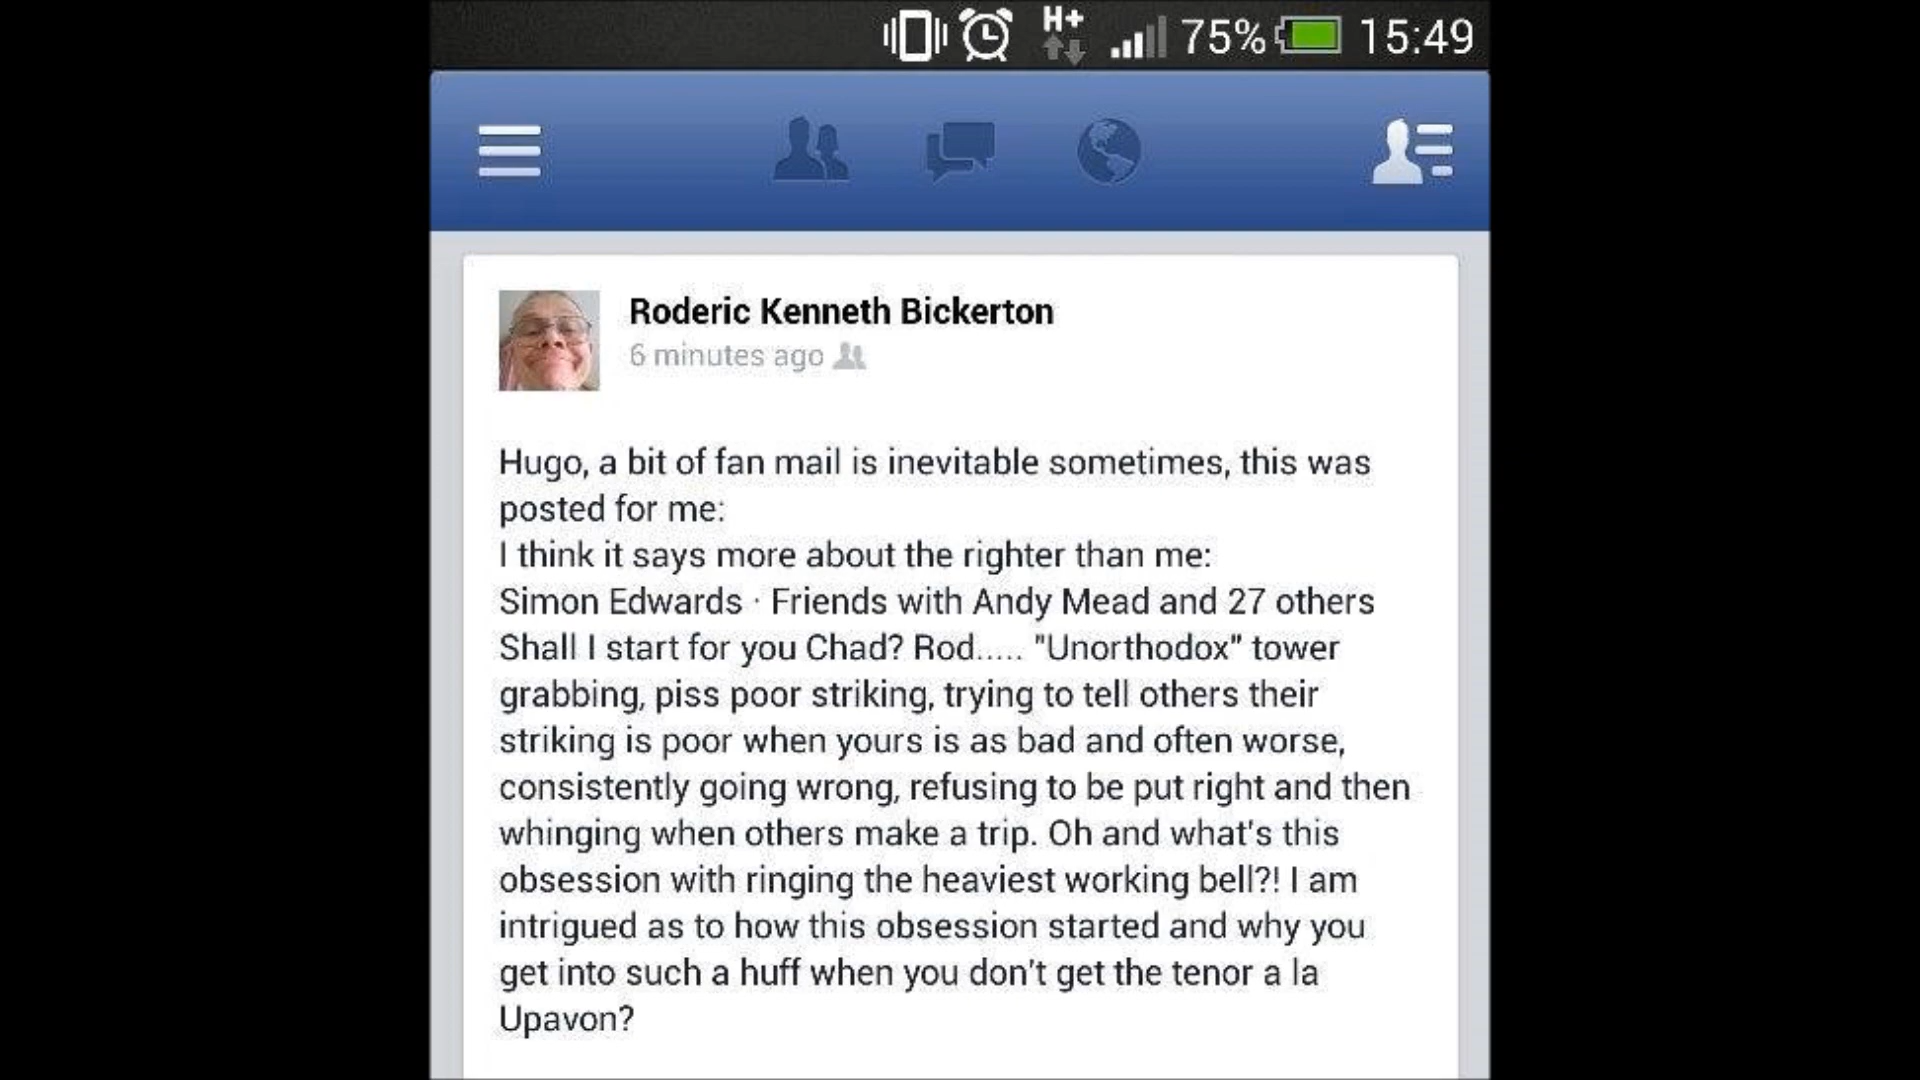 H+ 75% 15:49
Roderic Kenneth Bickerton
6 minutes ago
Hugo, a bit of fan mail is inevitable sometimes, this was
posted for me:
I think it says more about the righter than me:
Simon Edwards · Friends with Andy Mead and 27 others
Shall I start for you Chad? Rod..... "Unorthodox" tower
grabbing, piss poor striking, trying to tell others their
striking is poor when yours is as bad and often worse,
consistently going wrong, refusing to be put right and then
whinging when others make a trip. Oh and what's this
obsession with ringing the heaviest working bell?! I am
intrigued as to how this obsession started and why you
get into such a huff when you don't get the tenor a la
Upavon?